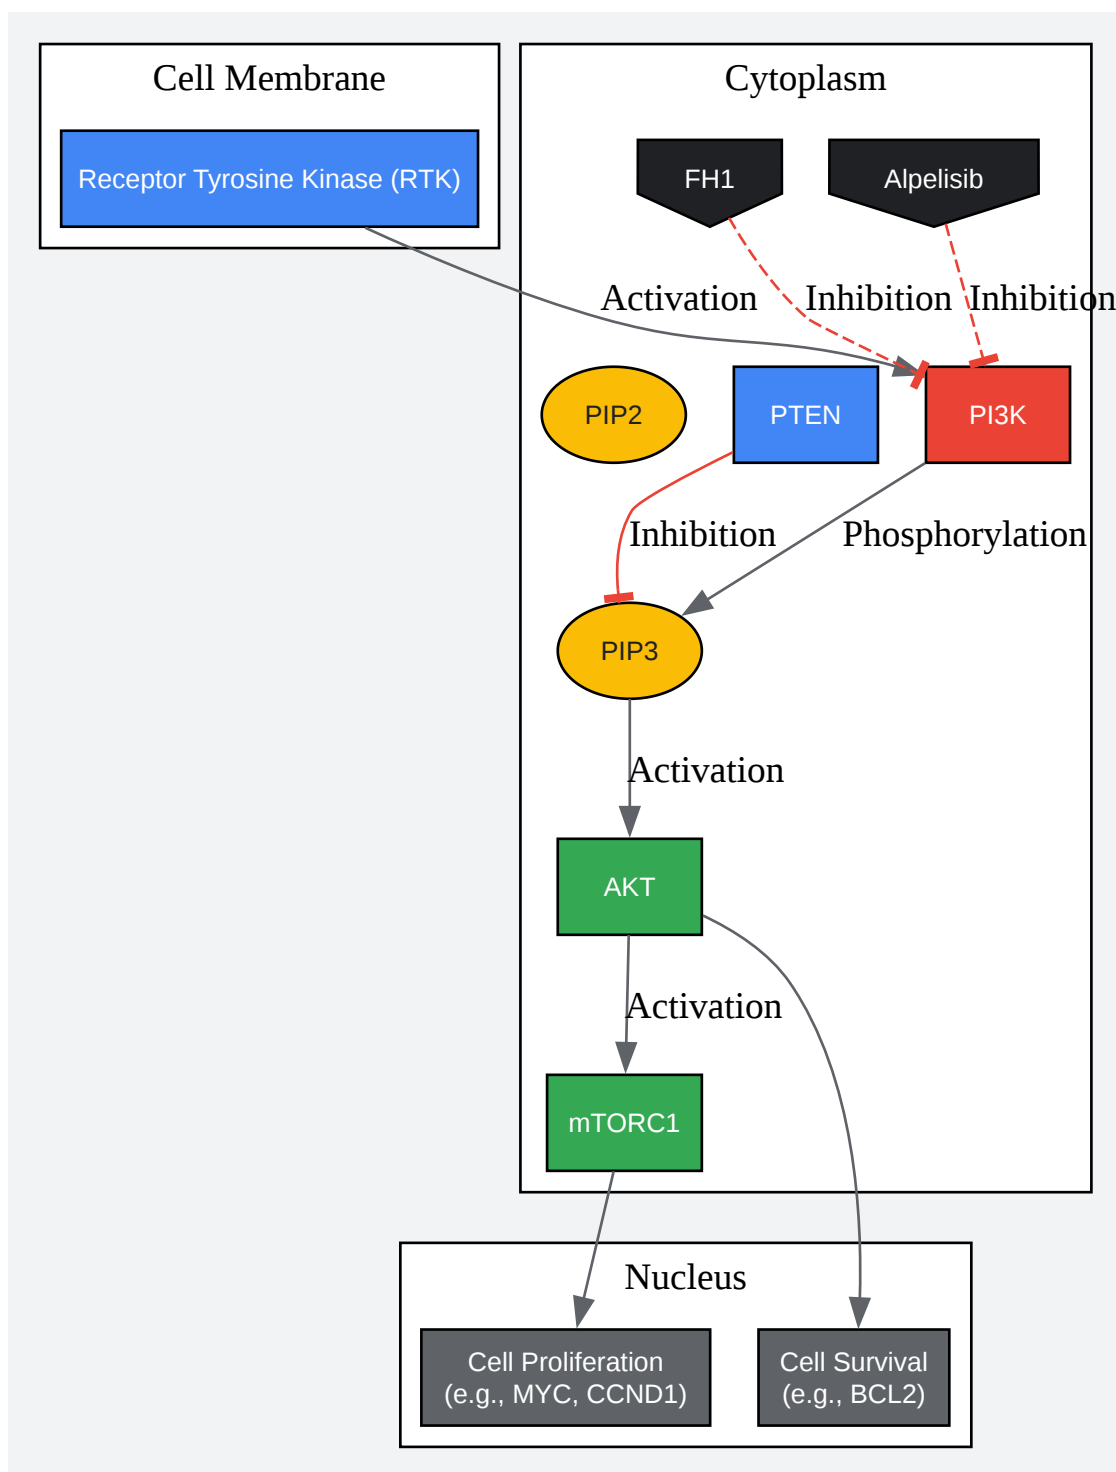 Cell Membrane
Cytoplasm
Receptor Tyrosine Kinase (RTK)
FH1
Alpelisib
Activation
Inhibition
Inhibition
PIP2
PTEN
PI3K
Inhibition
Phosphorylation
PIP3
Activation
AKT
Activation
mTORC1
Nucleus
Cell Proliferation
(e.g., MYC, CCND1)
Cell Survival
(e.g., BCL2)